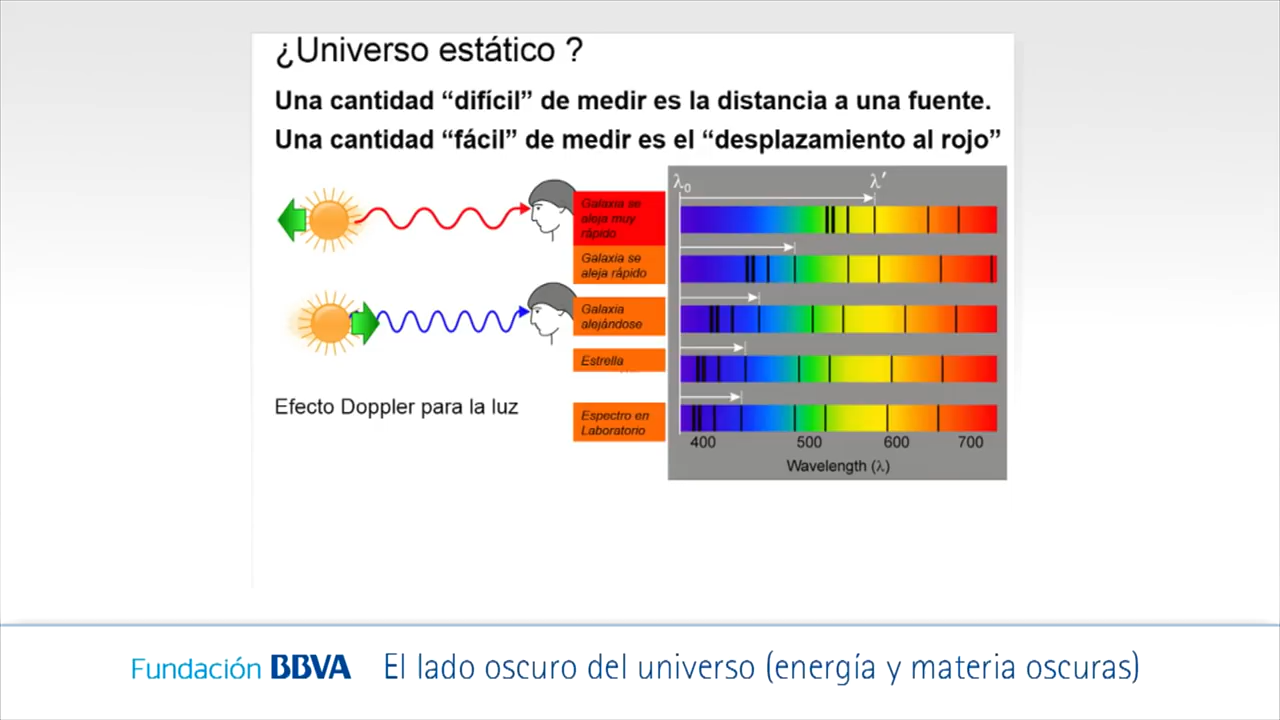 ¿Universo estático ?
Una cantidad “difícil” de medir es la distancia a una fuente.
Una cantidad “fácil” de medir es el “desplazamiento al rojo”
Galaxia se
aleja muy
rápido
Galaxia se
aleja rápido
Galaxia
alejándose
Estrella
Espectro en
Laboratorio
λ₀ λ′
400 500 600 700
Wavelength (λ)
Efecto Doppler para la luz
Fundación BBVA El lado oscuro del universo (energía y materia oscuras)